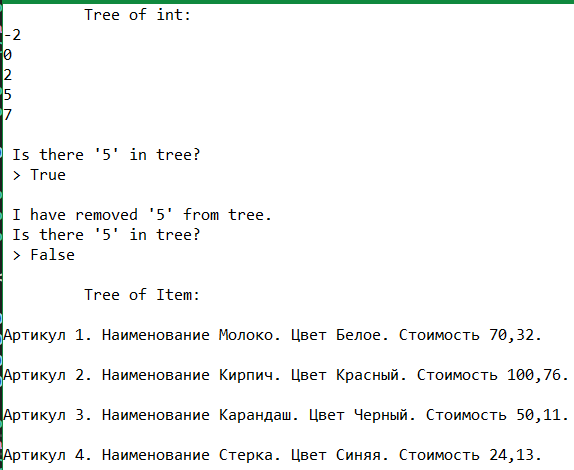 Tree of int:
-2
0
2
5
7
Is there '5' in tree?
> True
I have removed '5' from tree.
Is there '5' in tree?
> False
Tree of Item:
Артикул 1. Наименование Молоко. Цвет Белое. Стоимость 70,32.
Артикул 2. Наименование Кирпич. Цвет Красный. Стоимость 100,76.
Артикул 3. Наименование Карандаш. Цвет Черный. Стоимость 50,11.
Артикул 4. Наименование Стерка. Цвет Синяя. Стоимость 24,13.